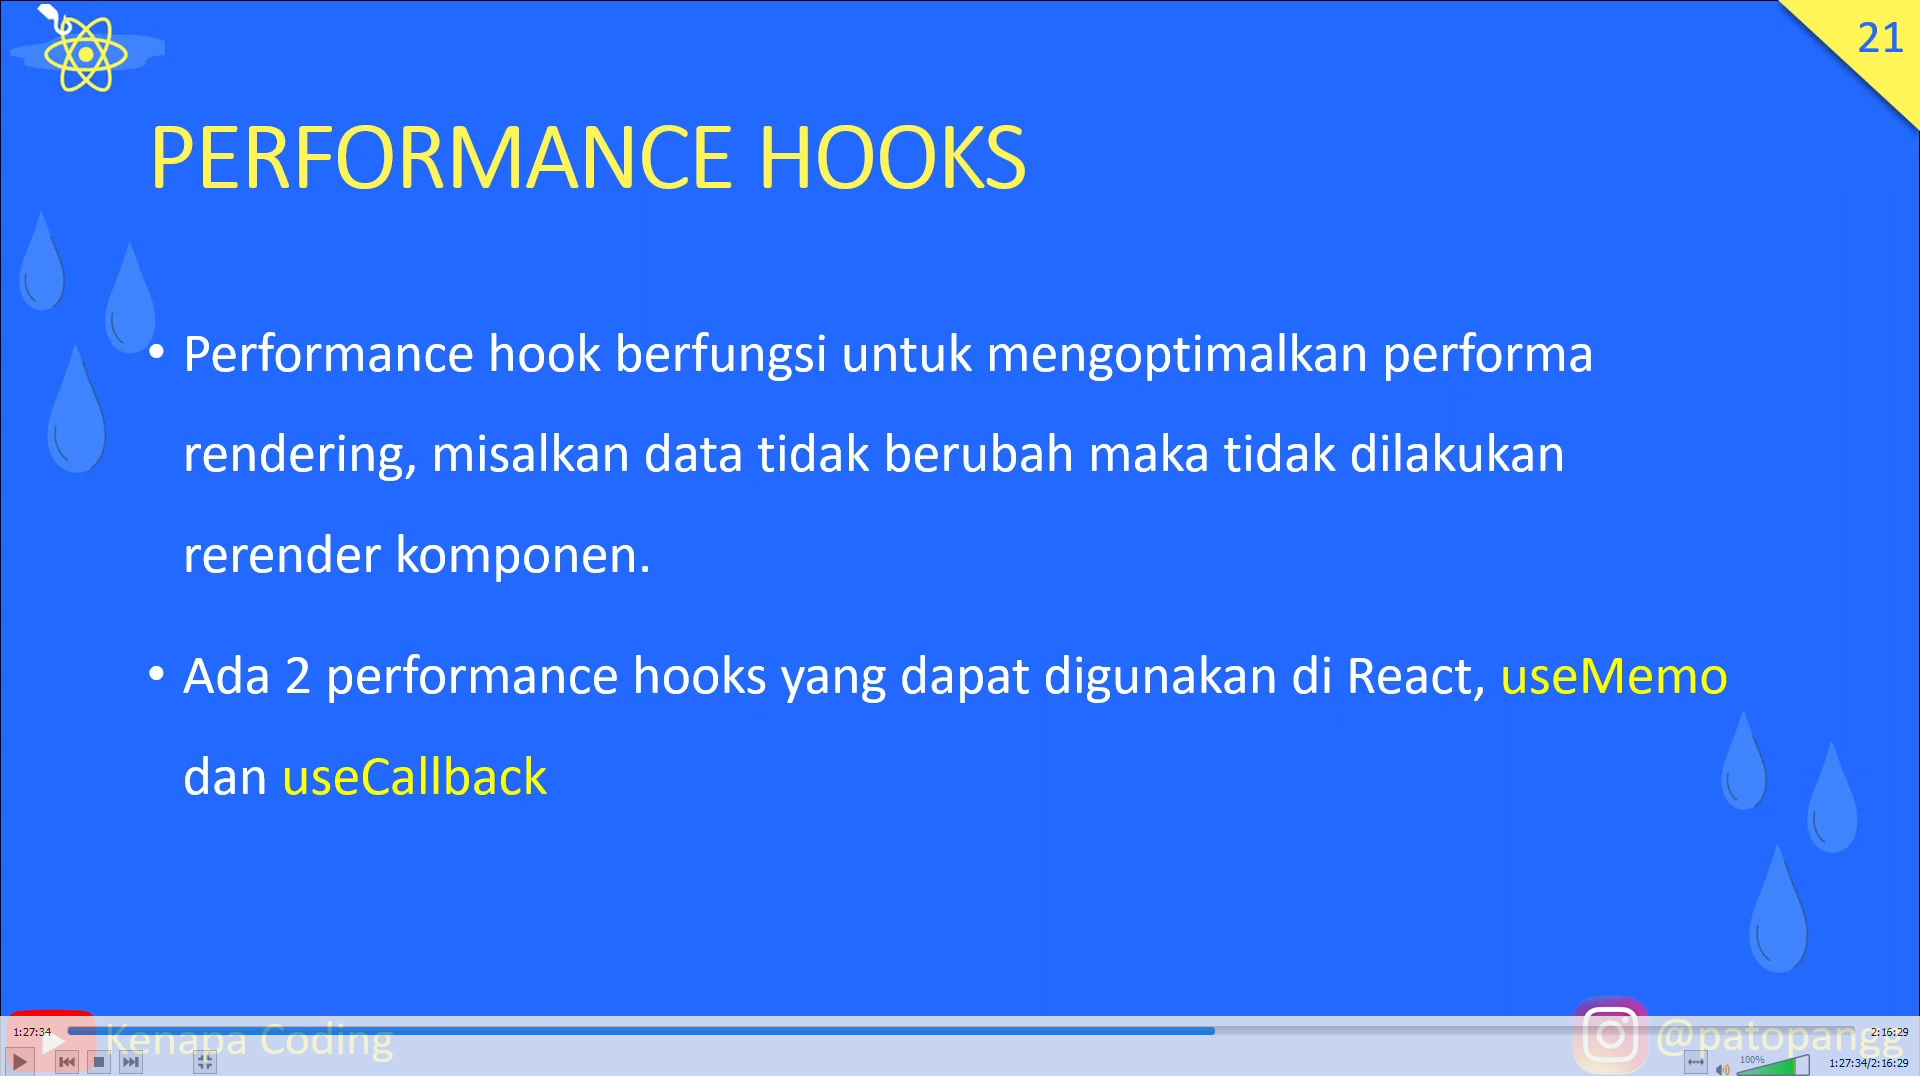 21
PERFORMANCE HOOKS
• Performance hook berfungsi untuk mengoptimalkan performa
rendering, misalkan data tidak berubah maka tidak dilakukan
rerender komponen.
• Ada 2 performance hooks yang dapat digunakan di React, useMemo
dan useCallback
1:27:34
Kenapa Coding
@patopangg
2:16:29
100%
1:27:34/2:16:29